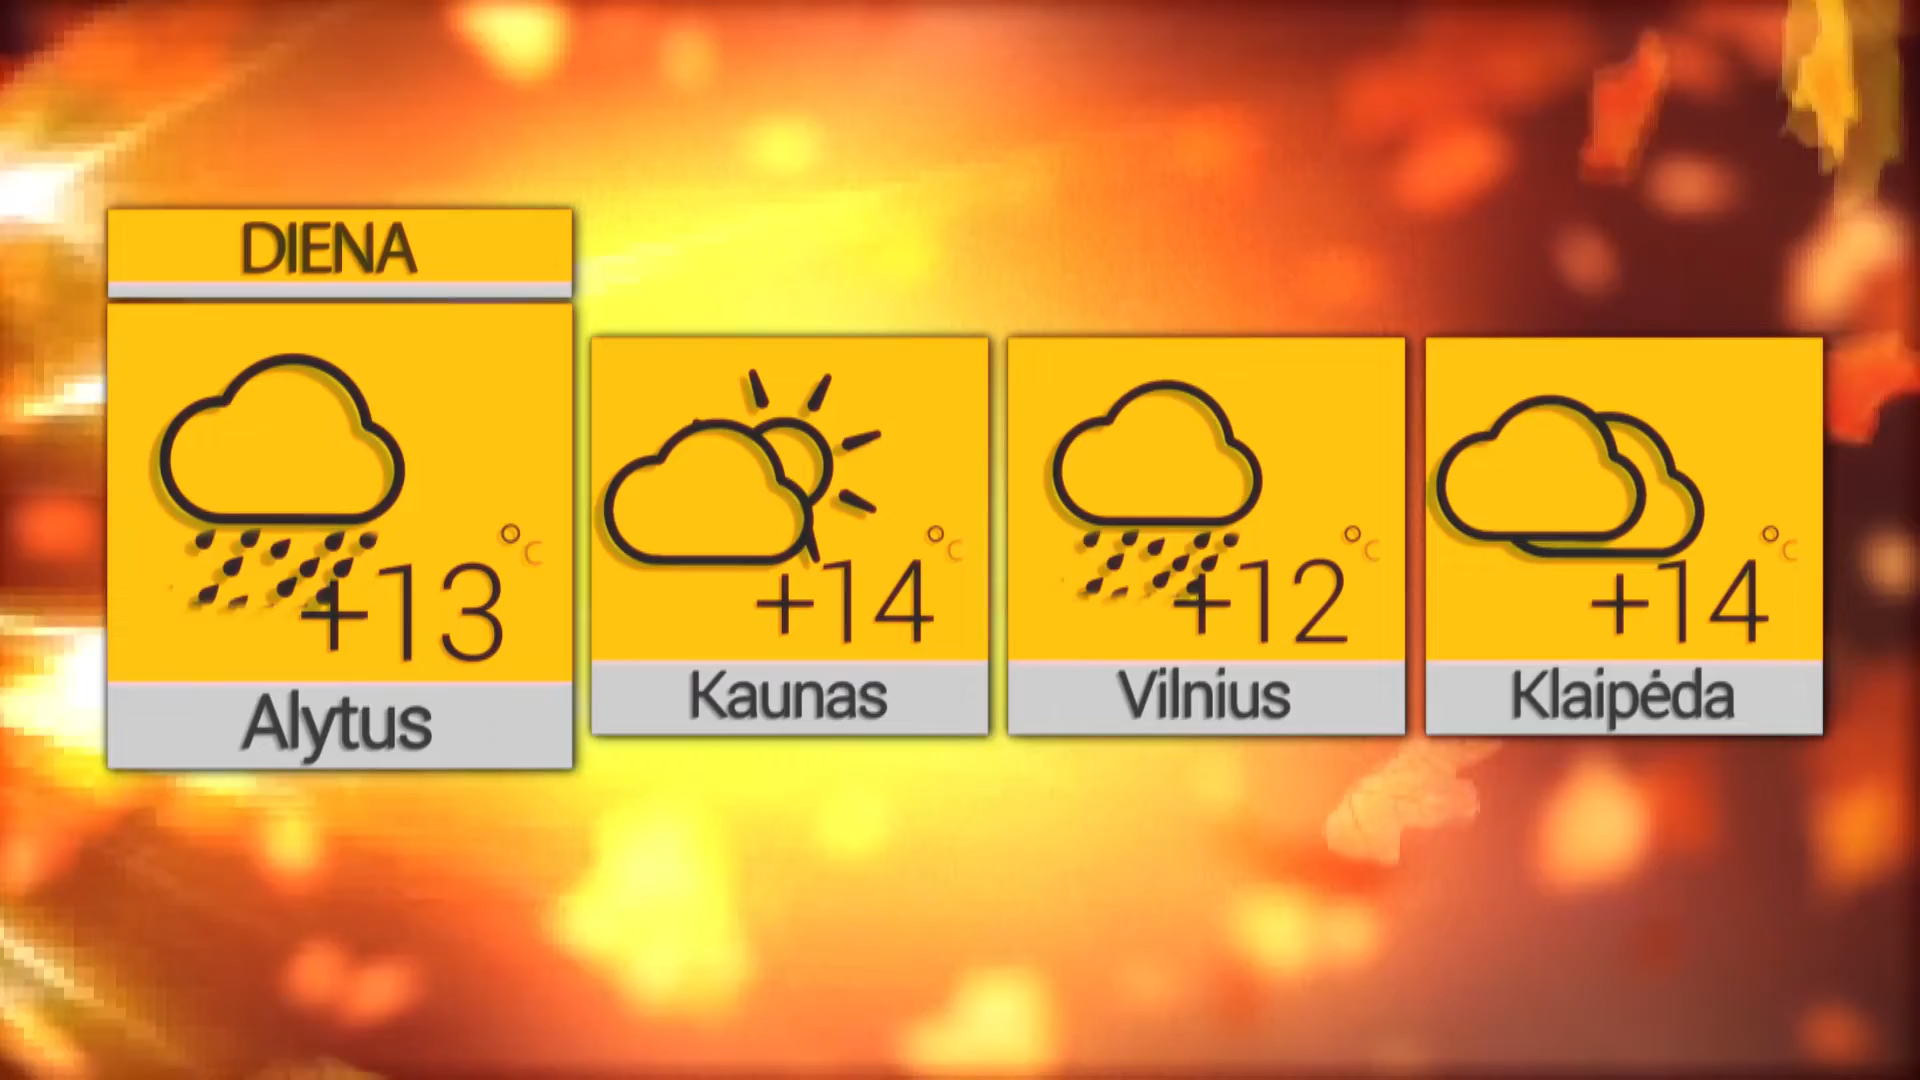 DIENA
+13 °C
Alytus
+14 °C
Kaunas
+12 °C
Vilnius
+14 °C
Klaipėda